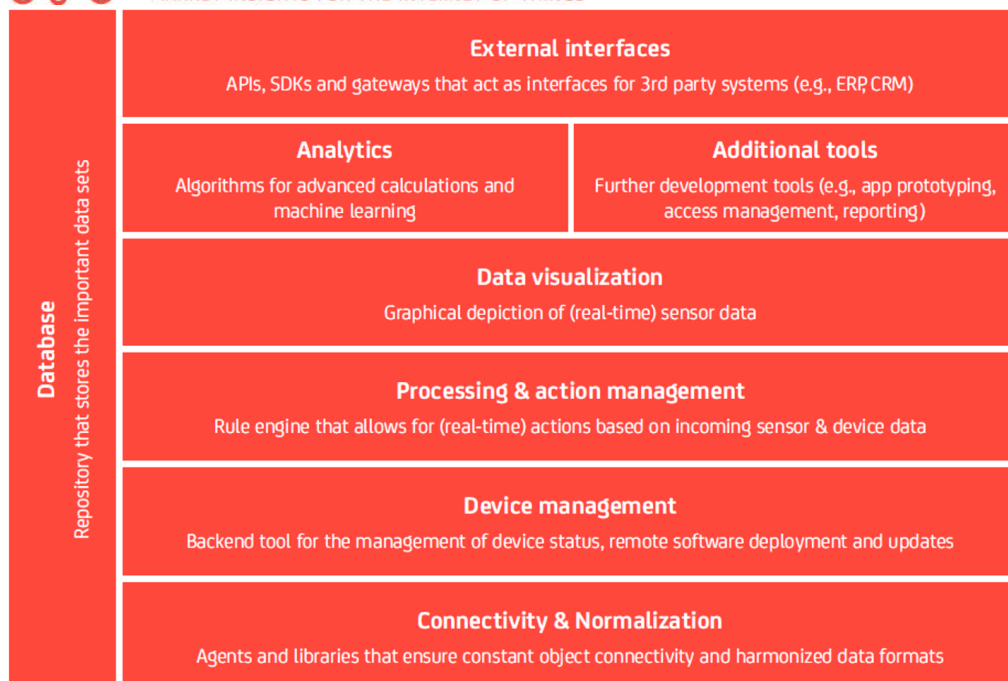 External interfaces
APIs, SDKs and gateways that act as interfaces for 3rd party systems (e.g., ERP, CRM)
Analytics
Algorithms for advanced calculations and
machine learning
Additional tools
Further development tools (e.g., app prototyping,
access management, reporting)
Data visualization
Graphical depiction of (real-time) sensor data
Processing & action management
Rule engine that allows for (real-time) actions based on incoming sensor & device data
Device management
Backend tool for the management of device status, remote software deployment and updates
Connectivity & Normalization
Agents and libraries that ensure constant object connectivity and harmonized data formats
Database
Repository that stores the important data sets